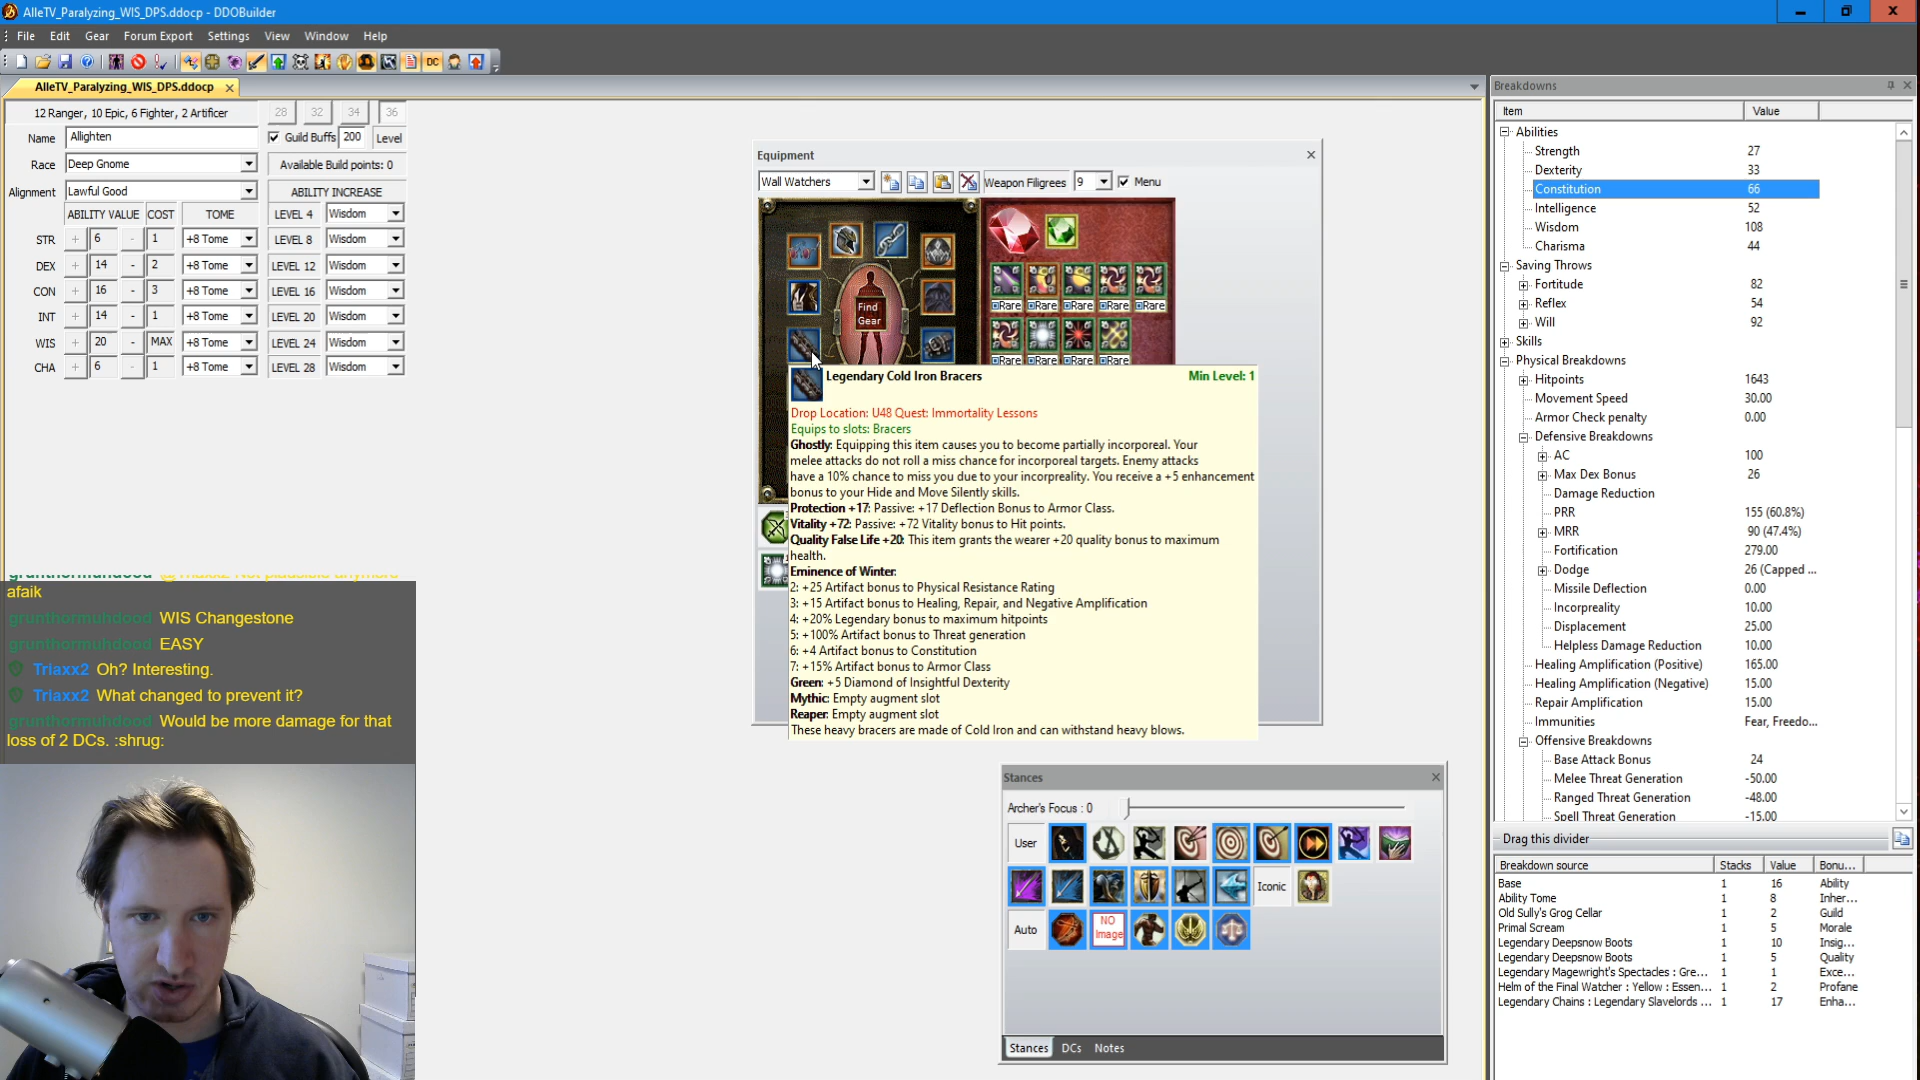 AlleTV_Paralyzing_WIS_DPS.ddocp - DDOBuilder
File Edit Gear Forum Export Settings View Window Help
DC
AlleTV_Paralyzing_WIS_DPS.ddocp
12 Ranger, 10 Epic, 6 Fighter, 2 Artificer 28 32 34 36
Name Allighten Guild Buffs 200 Level
Race Deep Gnome Available Build points: 0
Alignment Lawful Good ABILITY INCREASE
ABILITY VALUE COST TOME LEVEL 4 Wisdom
STR + 6 - 1 +8 Tome LEVEL 8 Wisdom
DEX + 14 - 2 +8 Tome LEVEL 12 Wisdom
CON + 16 - 3 +8 Tome LEVEL 16 Wisdom
INT + 14 - 1 +8 Tome LEVEL 20 Wisdom
WIS + 20 - MAX +8 Tome LEVEL 24 Wisdom
CHA + 6 - 1 +8 Tome LEVEL 28 Wisdom
afaik
grunthormuhdood WIS Changestone
grunthormuhdood EASY
Triaxx2 Oh? Interesting.
Triaxx2 What changed to prevent it?
grunthormuhdood Would be more damage for that
loss of 2 DCs. :shrug:
Equipment
Wall Watchers Weapon Filigrees 9 Menu
Find
Gear
Rare Rare Rare Rare Rare
Rare Rare Rare Rare
Legendary Cold Iron Bracers Min Level: 1
Drop Location: U48 Quest: Immortality Lessons
Equips to slots: Bracers
Ghostly: Equipping this item causes you to become partially incorporeal. Your
melee attacks do not roll a miss chance for incorporeal targets. Enemy attacks
have a 10% chance to miss you due to your incorpreality. You receive a +5 enhancement
bonus to your Hide and Move Silently skills.
Protection +17: Passive: +17 Deflection Bonus to Armor Class.
Vitality +72: Passive: +72 Vitality bonus to Hit points.
Quality False Life +20: This item grants the wearer +20 quality bonus to maximum
health.
Eminence of Winter:
2: +25 Artifact bonus to Physical Resistance Rating
3: +15 Artifact bonus to Healing, Repair, and Negative Amplification
4: +20% Legendary bonus to maximum hitpoints
5: +100% Artifact bonus to Threat generation
6: +4 Artifact bonus to Constitution
7: +15% Artifact bonus to Armor Class
Green: +5 Diamond of Insightful Dexterity
Mythic: Empty augment slot
Reaper: Empty augment slot
These heavy bracers are made of Cold Iron and can withstand heavy blows.
Stances
Archer's Focus : 0
User
Iconic
Auto NO
Image
Stances DCs Notes
Breakdowns
Item Value
Abilities
Strength 27
Dexterity 33
Constitution 66
Intelligence 52
Wisdom 108
Charisma 44
Saving Throws
Fortitude 82
Reflex 54
Will 92
Skills
Physical Breakdowns
Hitpoints 1643
Movement Speed 30.00
Armor Check penalty 0.00
Defensive Breakdowns
AC 100
Max Dex Bonus 26
Damage Reduction
PRR 155 (60.8%)
MRR 90 (47.4%)
Fortification 279.00
Dodge 26 (Capped ...
Missile Deflection 0.00
Incorpreality 10.00
Displacement 25.00
Helpless Damage Reduction 10.00
Healing Amplification (Positive) 165.00
Healing Amplification (Negative) 15.00
Repair Amplification 15.00
Immunities Fear, Freedo...
Offensive Breakdowns
Base Attack Bonus 24
Melee Threat Generation -50.00
Ranged Threat Generation -48.00
Spell Threat Generation -15.00
Drag this divider
Breakdown source Stacks Value Bonu...
Base 1 16 Ability
Ability Tome 1 8 Inher...
Old Sully's Grog Cellar 1 2 Guild
Primal Scream 1 5 Morale
Legendary Deepsnow Boots 1 10 Insig...
Legendary Deepsnow Boots 1 5 Quality
Legendary Magewright's Spectacles : Gre... 1 1 Exce...
Helm of the Final Watcher : Yellow : Essen... 1 2 Profane
Legendary Chains : Legendary Slavelords ... 1 17 Enha...